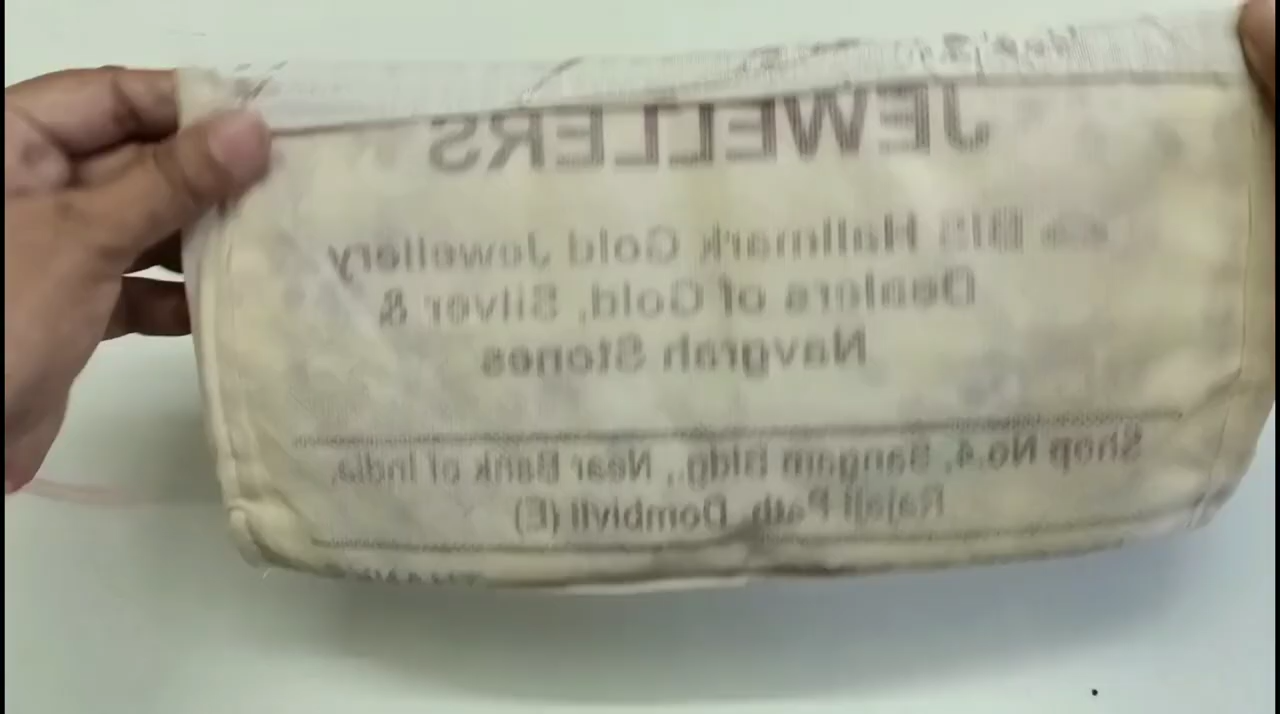 JEWELLERS
BIS Hallmark Gold Jewellery
Dealers of Gold, Silver &
Navgrah Stones
Shop No.4, Sangam Bldg., Near Bank of India,
Rajaji Path, Dombivli (E)